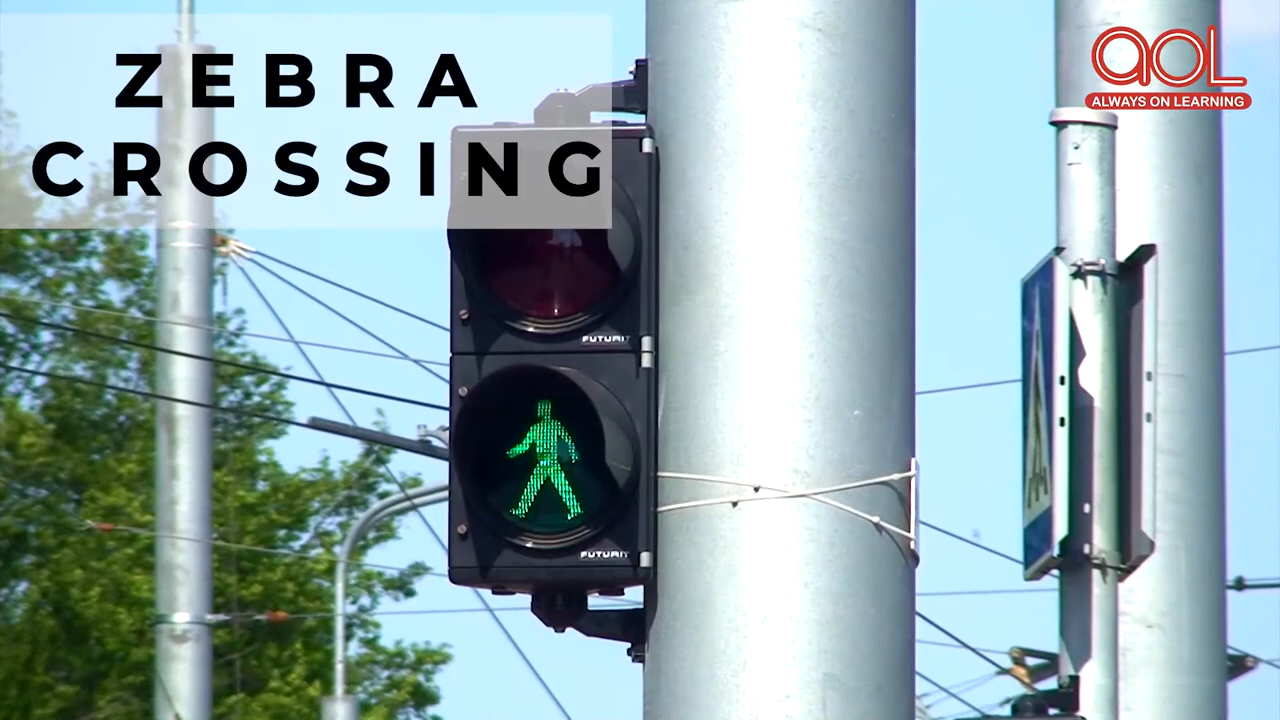 ZEBRA
CROSSING
aOL
ALWAYS ON LEARNING
FUTURIT
FUTURIT